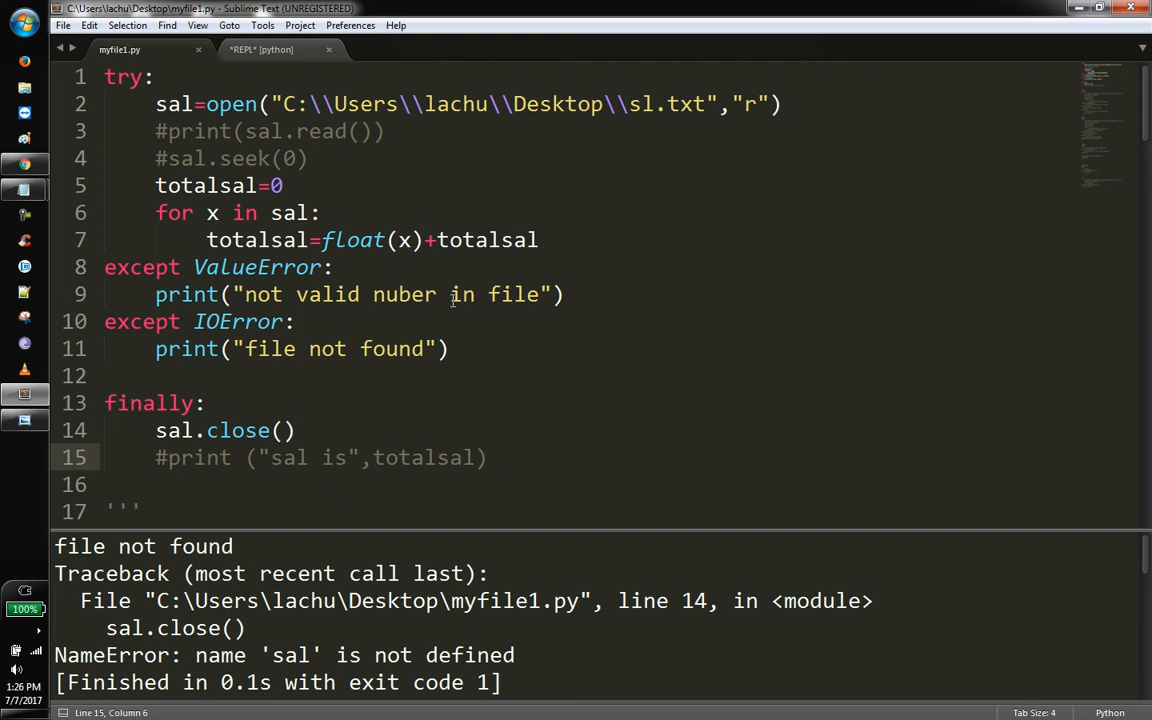 C:\Users\lachu\Desktop\myfile1.py - Sublime Text (UNREGISTERED)
File Edit Selection Find View Goto Tools Project Preferences Help
myfile1.py × *REPL* [python] ×
1 try:
2     sal=open("C:\\Users\\lachu\\Desktop\\sl.txt","r")
3     #print(sal.read())
4     #sal.seek(0)
5     totalsal=0
6     for x in sal:
7         totalsal=float(x)+totalsal
8 except ValueError:
9     print("not valid nuber in file")
10 except IOError:
11     print("file not found")
12
13 finally:
14     sal.close()
15     #print ("sal is",totalsal)
16
17 '''
file not found
Traceback (most recent call last):
  File "C:\Users\lachu\Desktop\myfile1.py", line 14, in <module>
    sal.close()
NameError: name 'sal' is not defined
[Finished in 0.1s with exit code 1]
100%
1:26 PM
7/7/2017
Line 15, Column 6 Tab Size: 4 Python